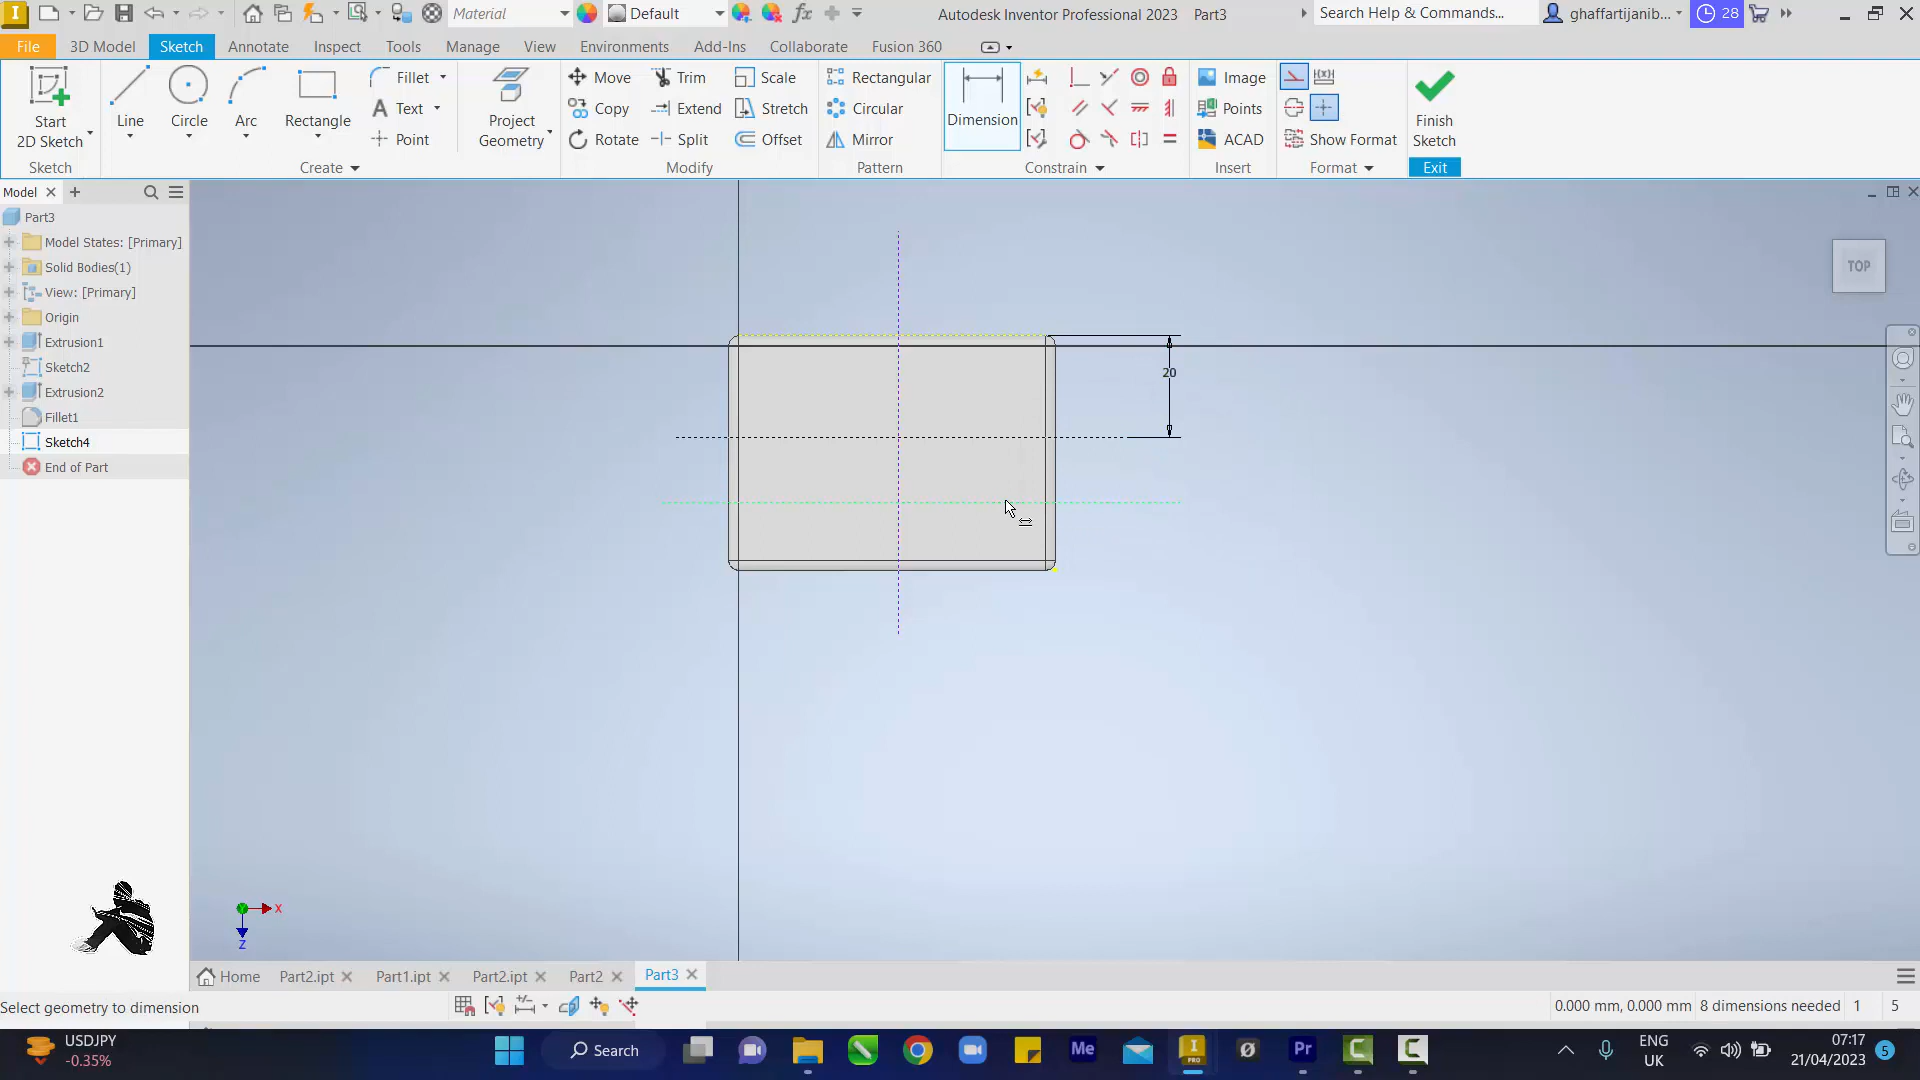 Material
Default
Autodesk Inventor Professional 2023 Part3
Search Help & Commands...
ghaffartijanib...
28
File 3D Model Sketch Annotate Inspect Tools Manage View Environments Add-Ins Collaborate Fusion 360
Start
2D Sketch
Sketch
Line
Circle
Arc
Rectangle
Fillet
Text
Point
Create
Project
Geometry
Move
Copy
Rotate
Trim
Extend
Split
Scale
Stretch
Offset
Modify
Rectangular
Circular
Mirror
Pattern
Dimension
Constrain
Image
Points
ACAD
Insert
Show Format
Format
Finish
Sketch
Exit
Model
Part3
Model States: [Primary]
Solid Bodies(1)
View: [Primary]
Origin
Extrusion1
Sketch2
Extrusion2
Fillet1
Sketch4
End of Part
TOP
20
X
Z
Home Part2.ipt Part1.ipt Part2.ipt Part2 Part3
Select geometry to dimension
0.000 mm, 0.000 mm 8 dimensions needed 1 5
USDJPY
-0.35%
Search
Me
PRO
Pr
ENG
UK
07:17
21/04/2023
5